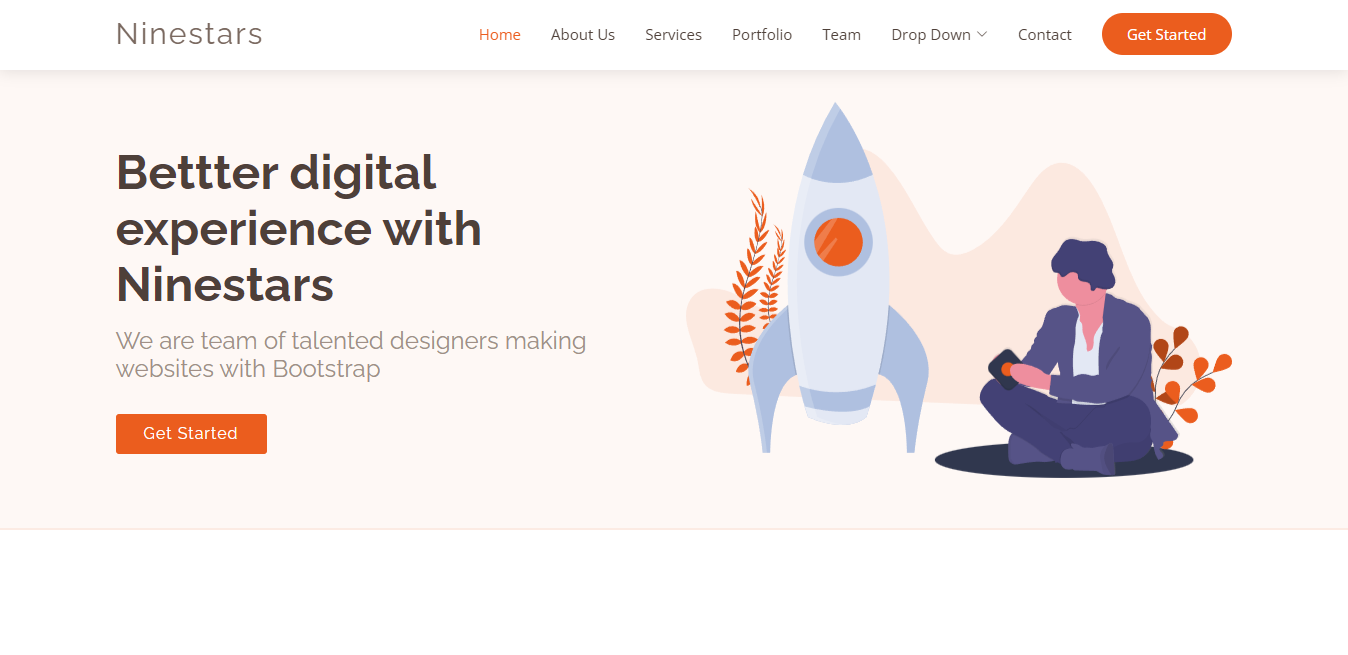 Ninestars
Home About Us Services Portfolio Team Drop Down Contact Get Started
Bettter digital
experience with
Ninestars
We are team of talented designers making
websites with Bootstrap
Get Started